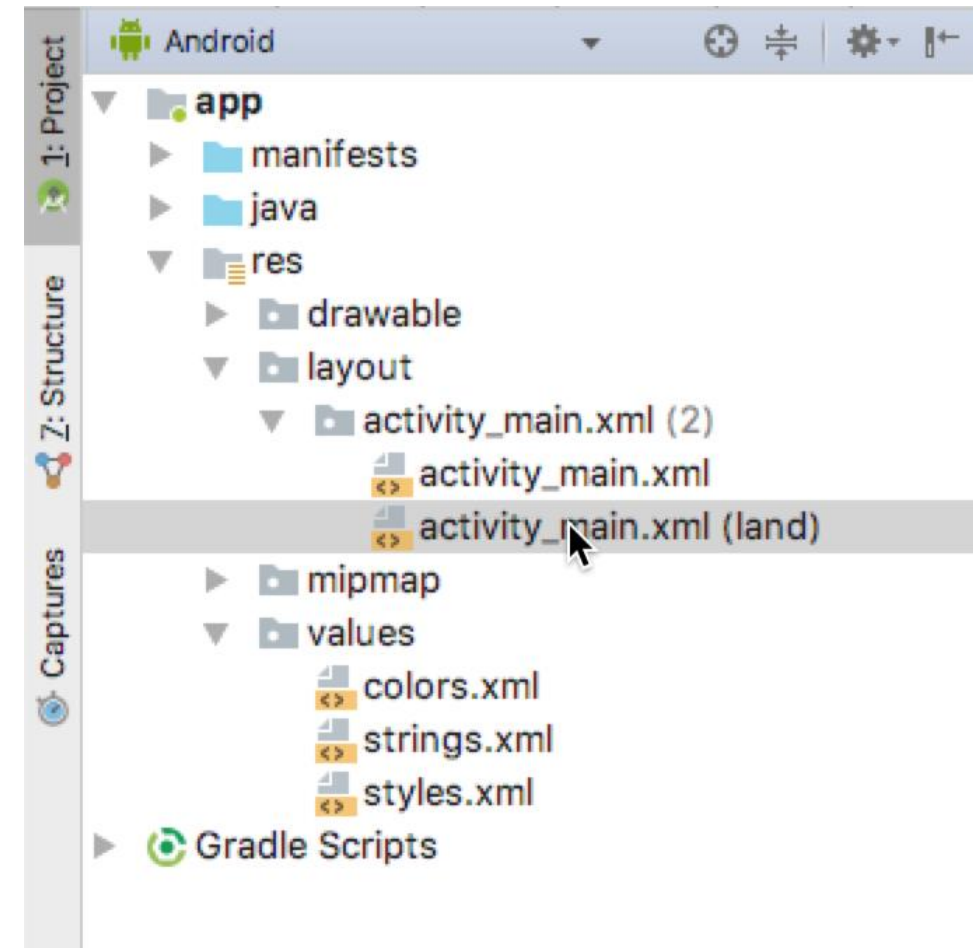 1: Project
7: Structure
Captures
Android
app
manifests
java
res
drawable
layout
activity_main.xml (2)
activity_main.xml
activity_main.xml (land)
mipmap
values
colors.xml
strings.xml
styles.xml
Gradle Scripts